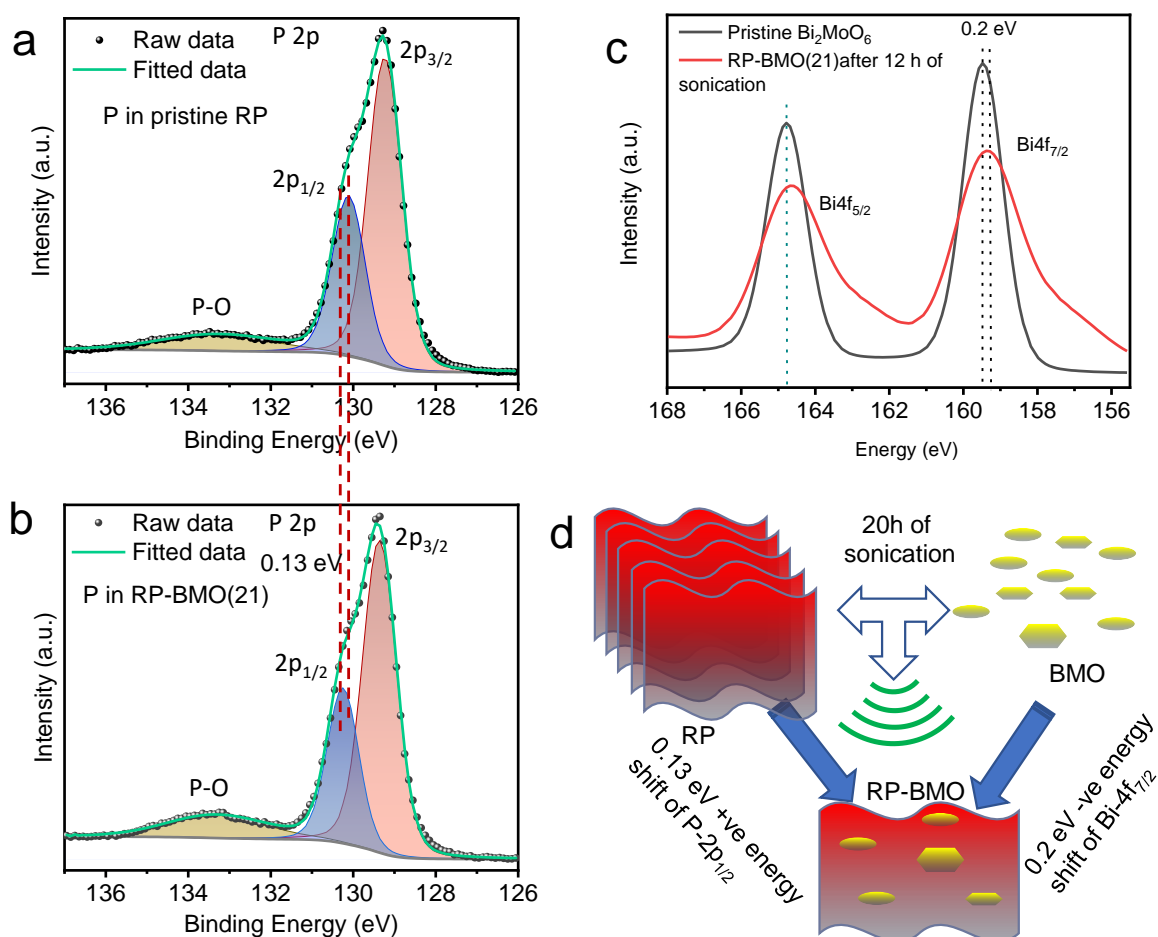 a
Raw data
Fitted data
P 2p
2p3/2
P in pristine RP
2p1/2
P-O
Intensity (a.u.)
136 134 132 130 128 126
Binding Energy (eV)
b
Raw data
Fitted data
P 2p
0.13 eV
2p3/2
P in RP-BMO(21)
2p1/2
P-O
Intensity (a.u.)
136 134 132 130 128 126
Binding Energy (eV)
c
Pristine Bi2MoO6
RP-BMO(21)after 12 h of
sonication
0.2 eV
Bi4f7/2
Bi4f5/2
Intensity (a.u.)
168 166 164 162 160 158 156
Energy (eV)
d
20h of
sonication
BMO
RP
RP-BMO
0.13 eV +ve energy
shift of P-2p1/2
0.2 eV -ve energy
shift of Bi-4f7/2